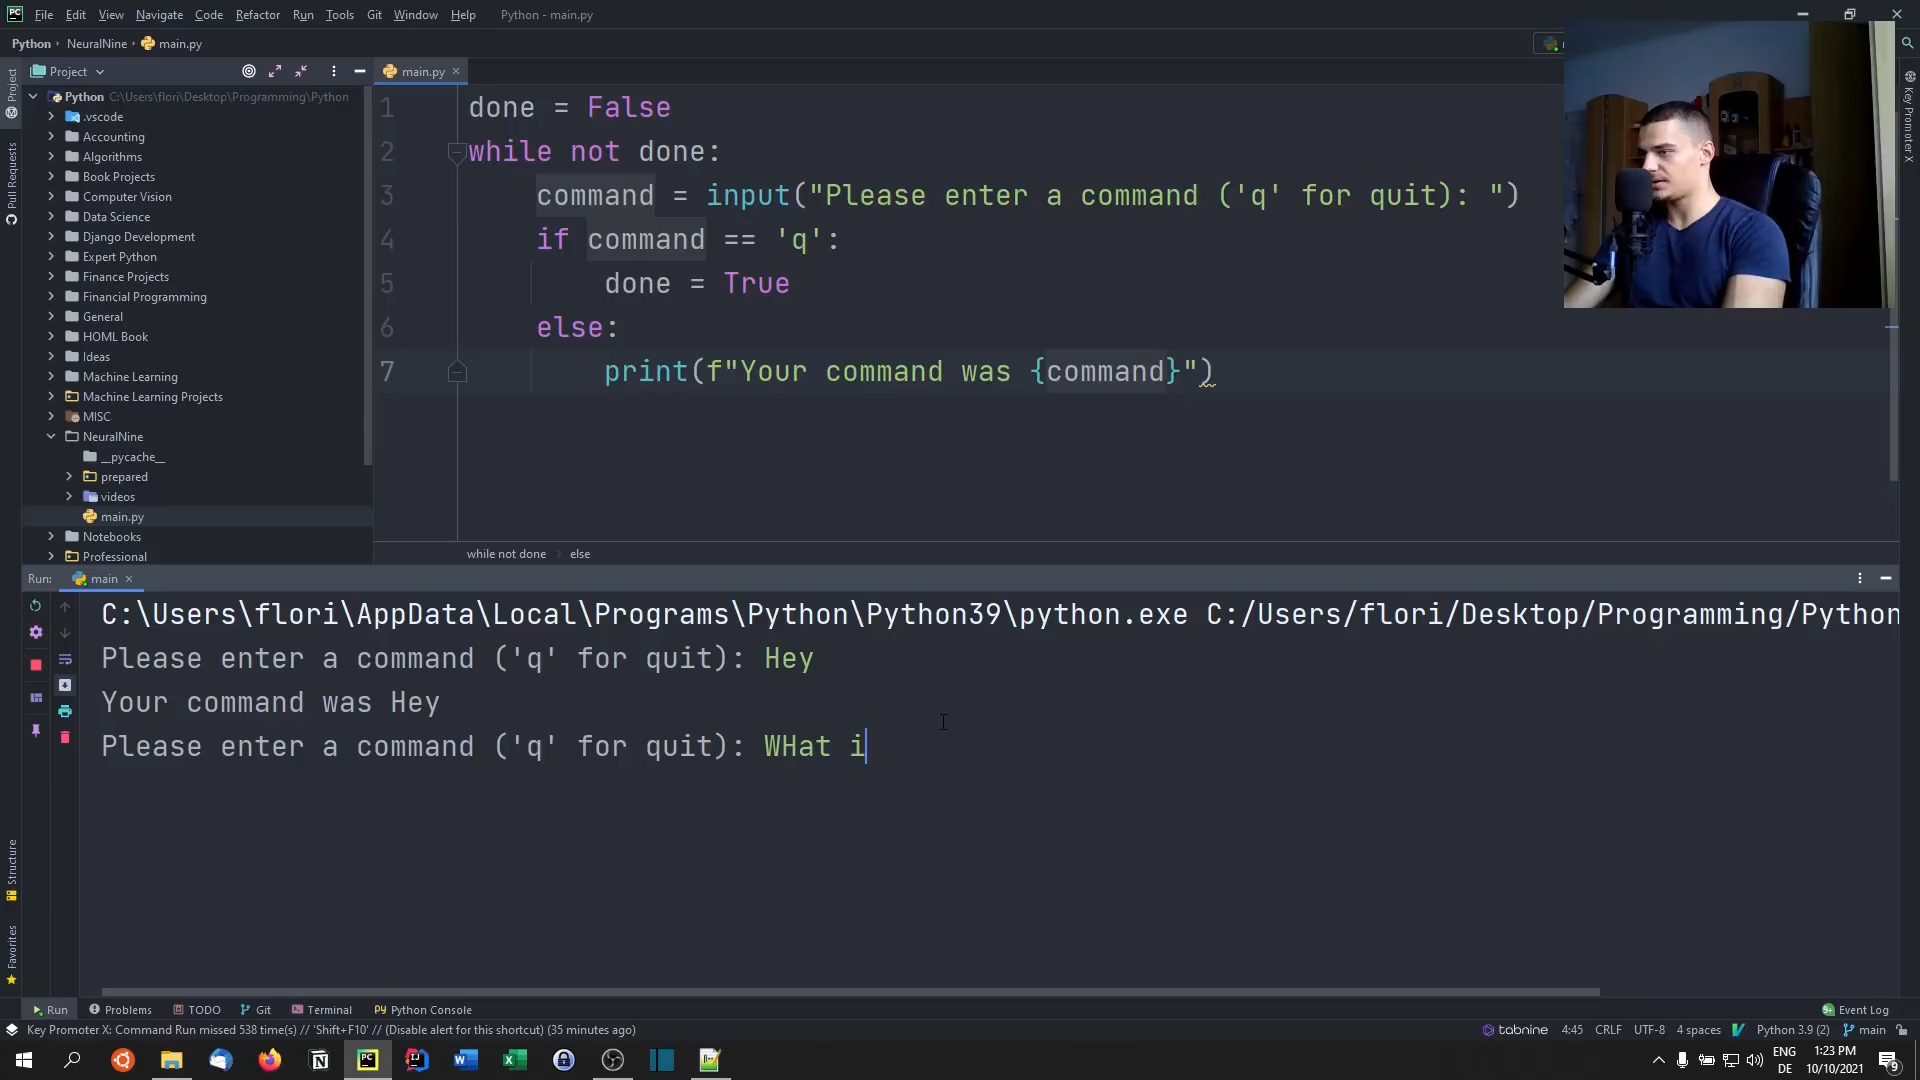 File Edit View Navigate Code Refactor Run Tools Git Window Help Python - main.py
Python NeuralNine main.py
Project
main.py
Project
Pull Requests
Structure
Favorites
Key Promoter X
Python C:\Users\flori\Desktop\Programming\Python
.vscode
Accounting
Algorithms
Book Projects
Computer Vision
Data Science
Django Development
Expert Python
Finance Projects
Financial Programming
General
HOML Book
Ideas
Machine Learning
Machine Learning Projects
MISC
NeuralNine
__pycache__
prepared
videos
main.py
Notebooks
Professional
1 done = False
2 while not done:
3 command = input("Please enter a command ('q' for quit): ")
4 if command == 'q':
5 done = True
6 else:
7 print(f"Your command was {command}")
while not done else
Run: main
C:\Users\flori\AppData\Local\Programs\Python\Python39\python.exe C:/Users/flori/Desktop/Programming/Python
Please enter a command ('q' for quit): Hey
Your command was Hey
Please enter a command ('q' for quit): WHat i
Run Problems TODO Git Terminal Python Console Event Log
Key Promoter X: Command Run missed 538 time(s) // 'Shift+F10' // (Disable alert for this shortcut) (35 minutes ago) tabnine 4:45 CRLF UTF-8 4 spaces Python 3.9 (2) main
ENG 1:23 PM
DE 10/10/2021 9